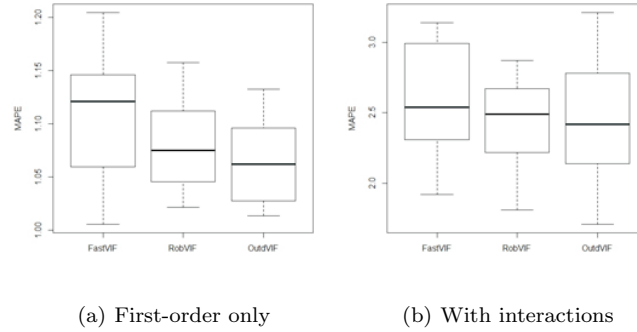 MAPE
1.20
1.15
1.10
1.05
1.00
FastVIF RobVIF OutdVIF
MAPE
3.0
2.5
2.0
FastVIF RobVIF OutdVIF
(a) First-order only
(b) With interactions